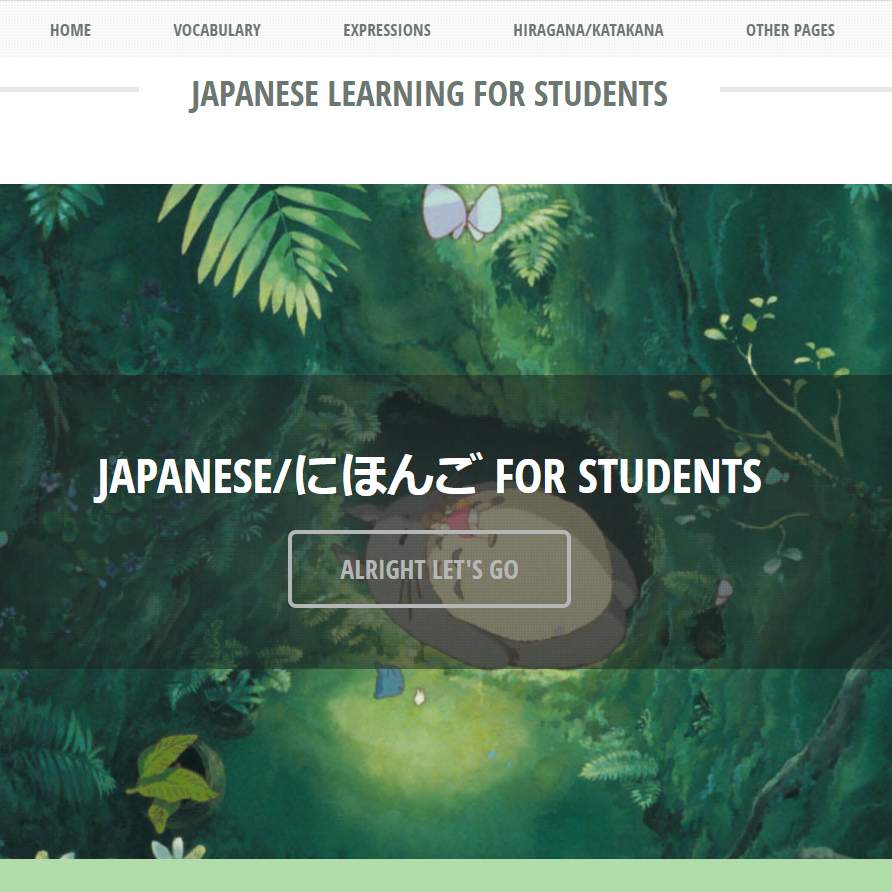 HOME VOCABULARY EXPRESSIONS HIRAGANA/KATAKANA OTHER PAGES
JAPANESE LEARNING FOR STUDENTS
JAPANESE/にほんご FOR STUDENTS
ALRIGHT LET'S GO